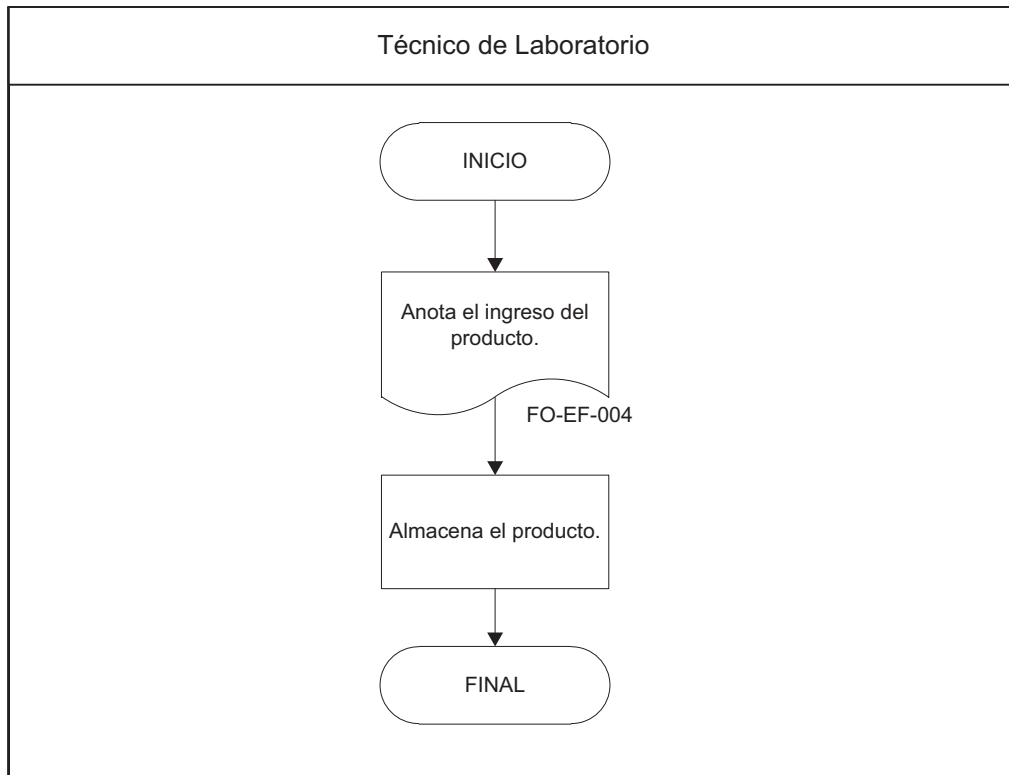 Técnico de Laboratorio
INICIO
Anota el ingreso del
producto.
FO-EF-004
Almacena el producto.
FINAL